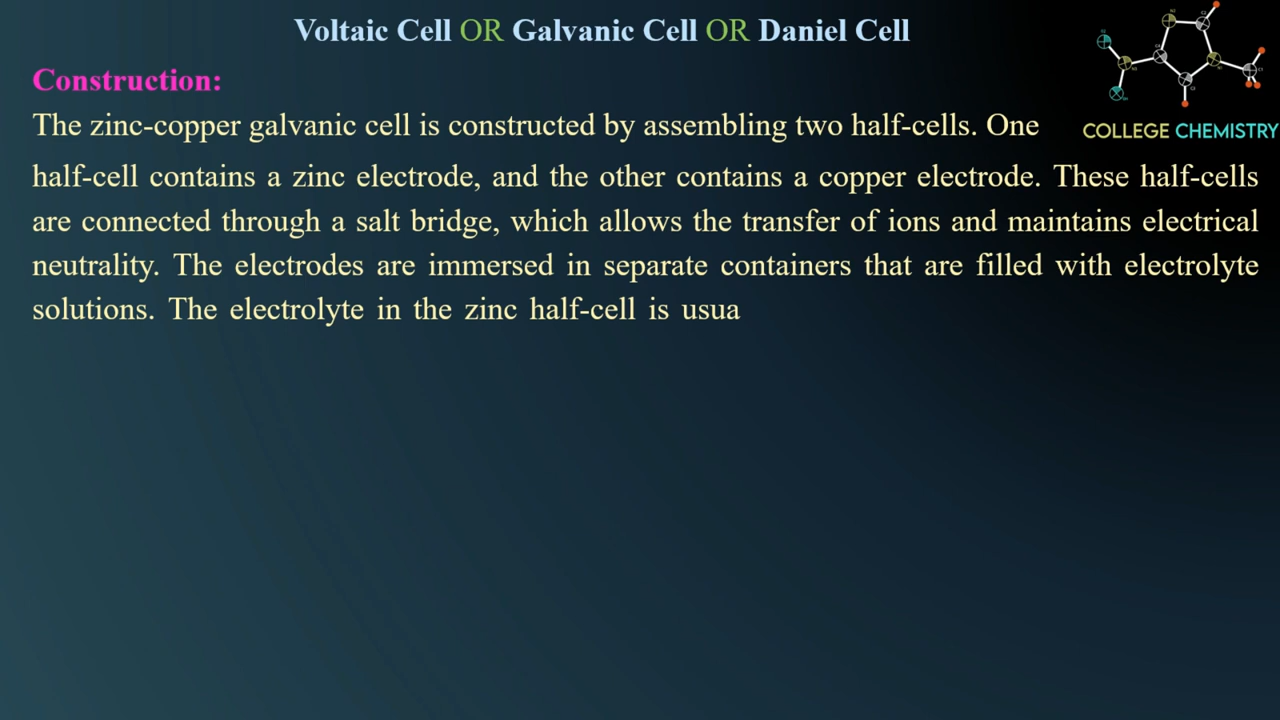 Voltaic Cell OR Galvanic Cell OR Daniel Cell
Construction:
The zinc-copper galvanic cell is constructed by assembling two half-cells. One
COLLEGE CHEMISTRY
half-cell contains a zinc electrode, and the other contains a copper electrode. These half-cells
are connected through a salt bridge, which allows the transfer of ions and maintains electrical
neutrality. The electrodes are immersed in separate containers that are filled with electrolyte
solutions. The electrolyte in the zinc half-cell is usua